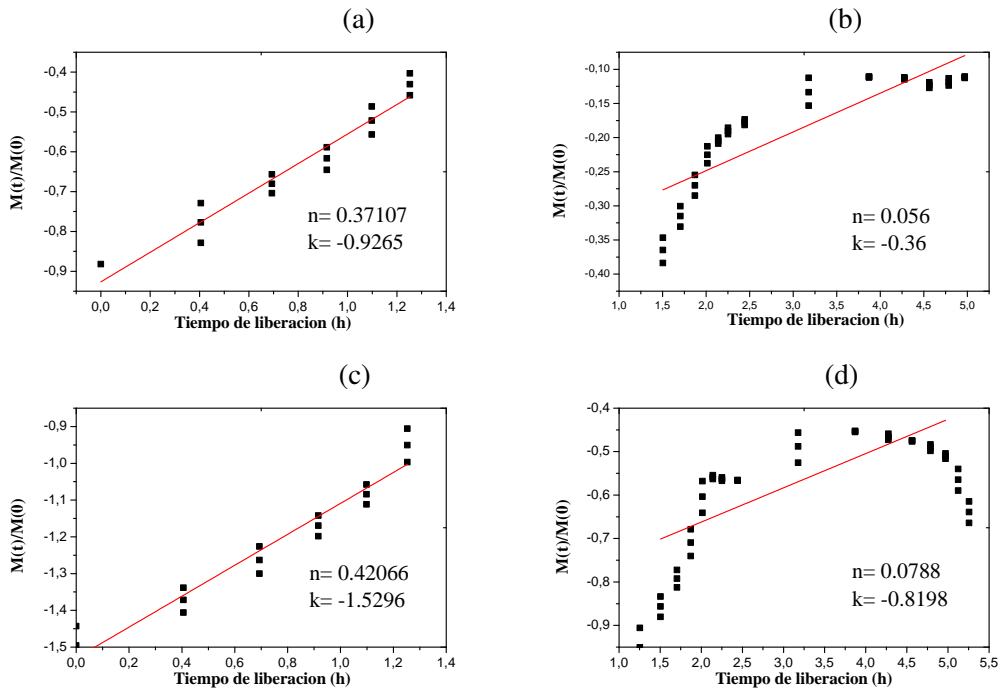 (a)
-0,4
-0,5
-0,6
-0,7
-0,8
-0,9
M(t)/M(0)
n= 0.37107
k= -0.9265
0,0 0,2 0,4 0,6 0,8 1,0 1,2 1,4
Tiempo de liberacion (h)
(b)
-0,10
-0,15
-0,20
-0,25
-0,30
-0,35
-0,40
M(t)/M(0)
n= 0.056
k= -0.36
1,0 1,5 2,0 2,5 3,0 3,5 4,0 4,5 5,0
Tiempo de liberacion (h)
(c)
-0,9
-1,0
-1,1
-1,2
-1,3
-1,4
-1,5
M(t)/M(0)
n= 0.42066
k= -1.5296
0,0 0,2 0,4 0,6 0,8 1,0 1,2 1,4
Tiempo de liberacion (h)
(d)
-0,4
-0,5
-0,6
-0,7
-0,8
-0,9
M(t)/M(0)
n= 0.0788
k= -0.8198
1,0 1,5 2,0 2,5 3,0 3,5 4,0 4,5 5,0 5,5
Tiempo de liberacion (h)